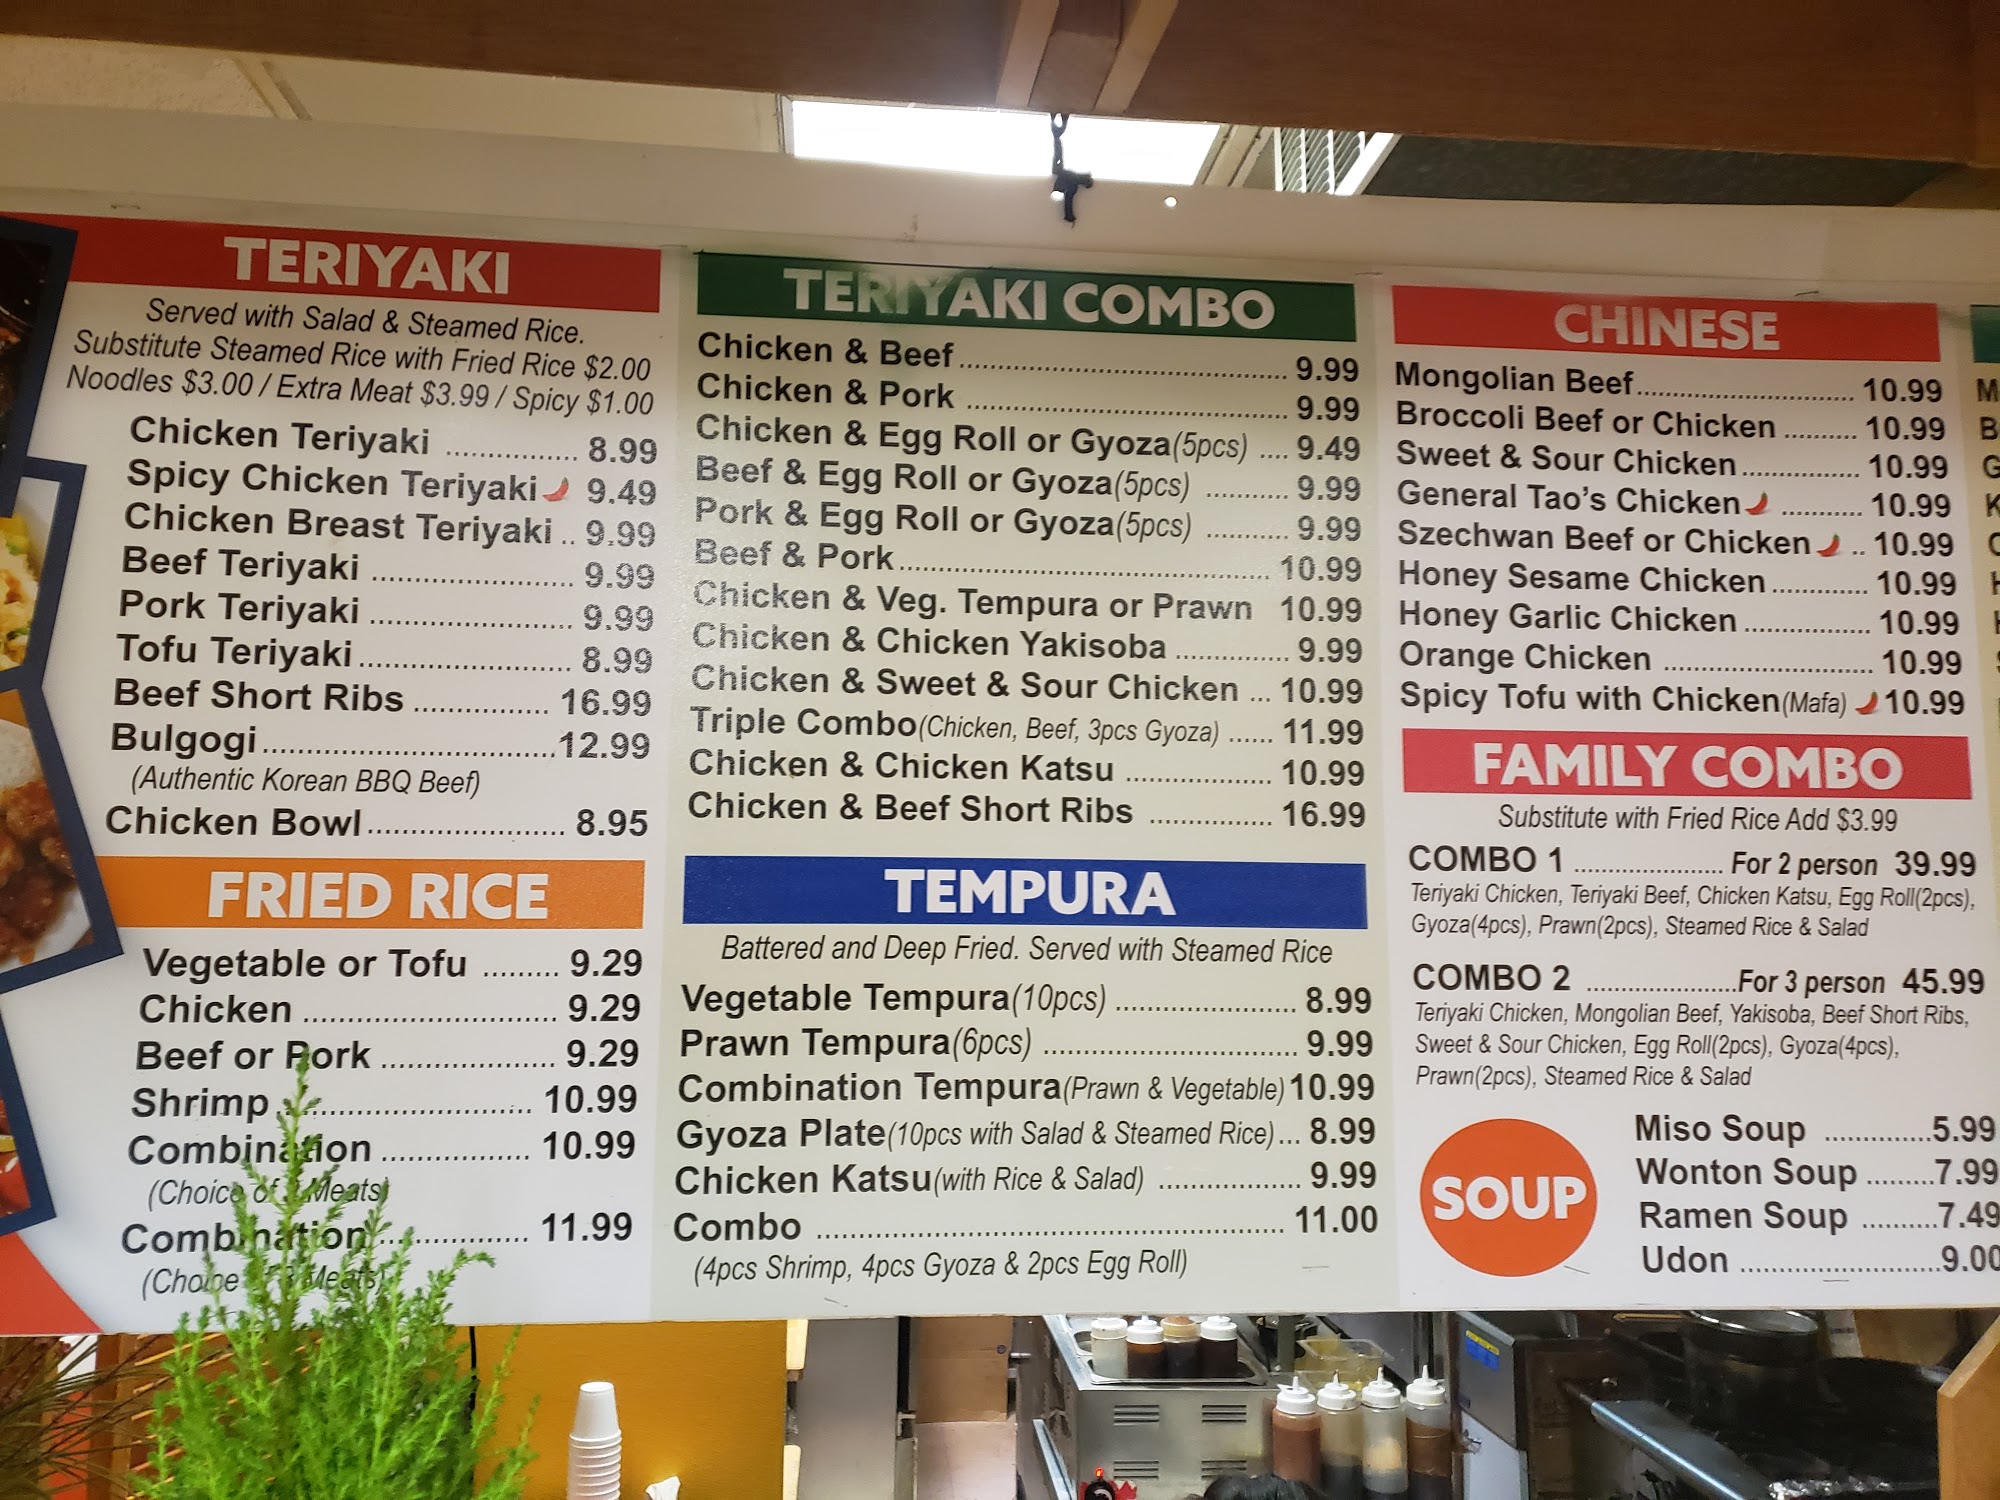 TERIYAKI
Served with Salad & Steamed Rice.
Substitute Steamed Rice with Fried Rice $2.00
Noodles $3.00 / Extra Meat $3.99 / Spicy $1.00
Chicken Teriyaki ............... 8.99
Spicy Chicken Teriyaki 9.49
Chicken Breast Teriyaki .. 9.99
Beef Teriyaki ....................... 9.99
Pork Teriyaki ....................... 9.99
Tofu Teriyaki ........................ 8.99
Beef Short Ribs ............... 16.99
Bulgogi ................................. 12.99
(Authentic Korean BBQ Beef)
Chicken Bowl ...................... 8.95
FRIED RICE
Vegetable or Tofu ......... 9.29
Chicken ............................. 9.29
Beef or Pork .................... 9.29
Shrimp ............................ 10.99
Combination ................. 10.99
(Choice of Meats)
Combination ................. 11.99
Meats)
TERIYAKI COMBO
Chicken & Beef ..................................... 9.99
Chicken & Pork .................................... 9.99
Chicken & Egg Roll or Gyoza(5pcs) .... 9.49
Beef & Egg Roll or Gyoza(5pcs) ........... 9.99
Pork & Egg Roll or Gyoza(5pcs) ........... 9.99
Beef & Pork .......................................... 10.99
Chicken & Veg. Tempura or Prawn 10.99
Chicken & Chicken Yakisoba .............. 9.99
Chicken & Sweet & Sour Chicken ... 10.99
Triple Combo(Chicken, Beef, 3pcs Gyoza) ...... 11.99
Chicken & Chicken Katsu ................. 10.99
Chicken & Beef Short Ribs .............. 16.99
TEMPURA
Battered and Deep Fried. Served with Steamed Rice
Vegetable Tempura(10pcs) ..................... 8.99
Prawn Tempura(6pcs) ............................. 9.99
Combination Tempura(Prawn & Vegetable) 10.99
Gyoza Plate(10pcs with Salad & Steamed Rice)... 8.99
Chicken Katsu(with Rice & Salad) ................ 9.99
Combo .................................................... 11.00
(4pcs Shrimp, 4pcs Gyoza & 2pcs Egg Roll)
CHINESE
Mongolian Beef ......................... 10.99
Broccoli Beef or Chicken .......... 10.99
Sweet & Sour Chicken ............... 10.99
General Tao's Chicken ........... 10.99
Szechwan Beef or Chicken .. 10.99
Honey Sesame Chicken ............. 10.99
Honey Garlic Chicken ................ 10.99
Orange Chicken ......................... 10.99
Spicy Tofu with Chicken(Mafa) 10.99
FAMILY COMBO
Substitute with Fried Rice Add $3.99
COMBO 1 ..................... For 2 person 39.99
Teriyaki Chicken, Teriyaki Beef, Chicken Katsu, Egg Roll(2pcs),
Gyoza(4pcs), Prawn(2pcs), Steamed Rice & Salad
COMBO 2 ..................... For 3 person 45.99
Teriyaki Chicken, Mongolian Beef, Yakisoba, Beef Short Ribs,
Sweet & Sour Chicken, Egg Roll(2pcs), Gyoza(4pcs),
Prawn(2pcs), Steamed Rice & Salad
SOUP
Miso Soup ............. 5.99
Wonton Soup ......... 7.99
Ramen Soup .......... 7.49
Udon ......................... 9.00